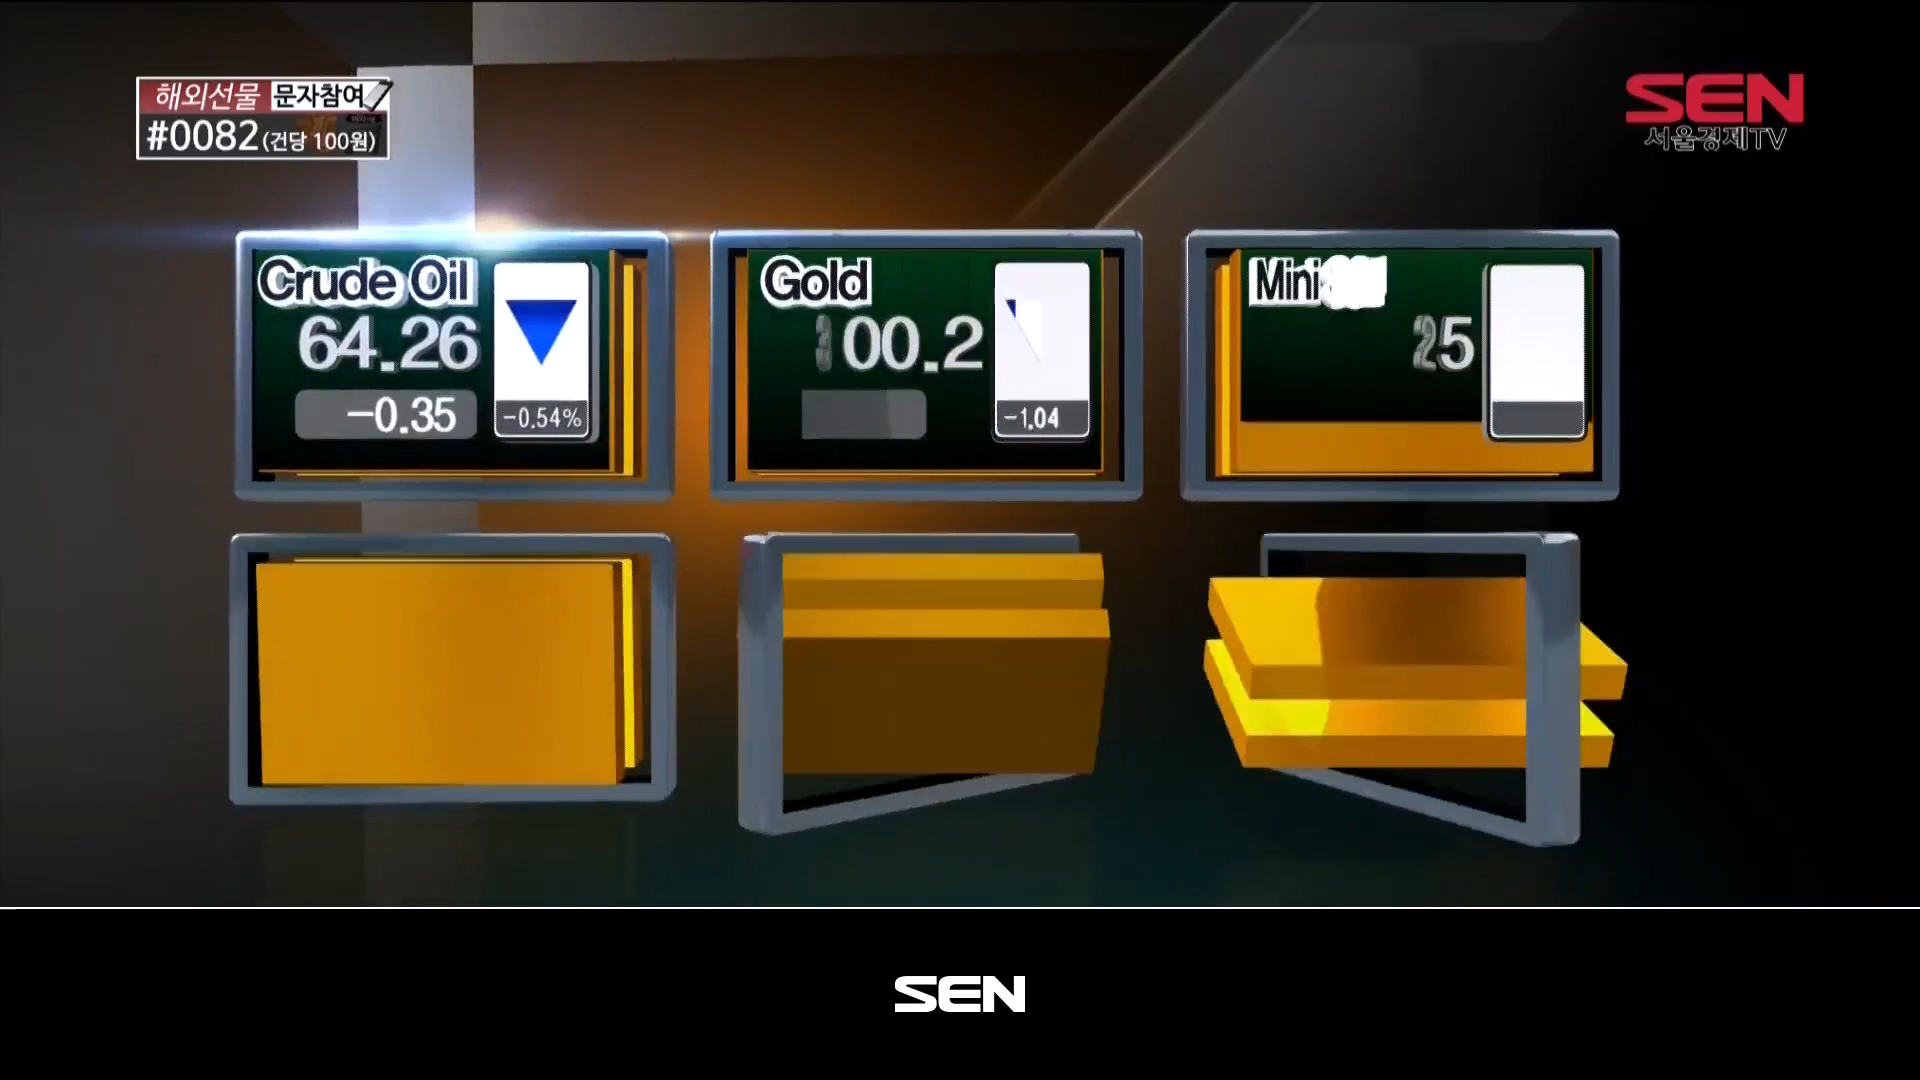 해외선물 문자참여
#0082(건당 100원)
SEN
서울경제TV
Crude Oil
64.26
-0.35
-0.54%
Gold
00.2
-1.04
Mini
25
SEN